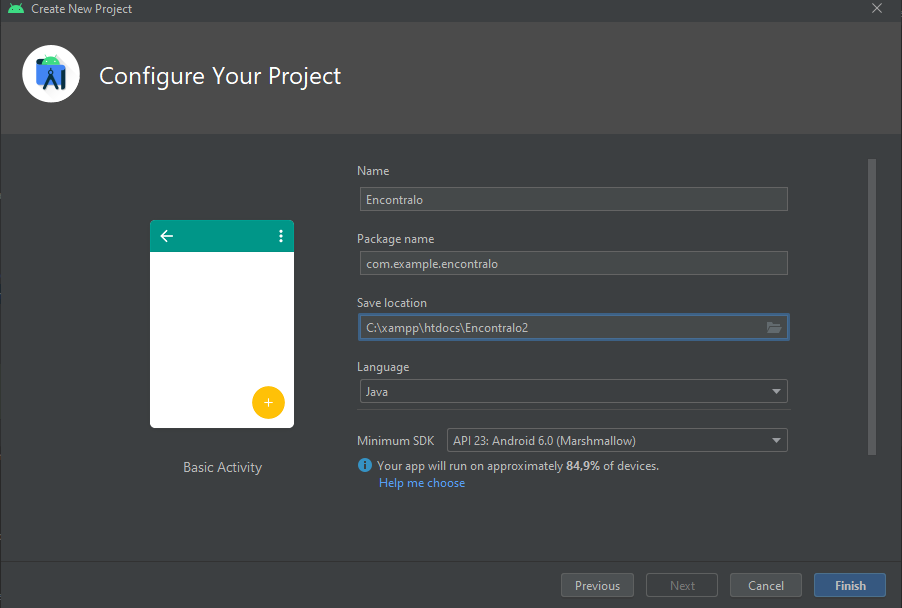 Create New Project
Configure Your Project
Name
Encontralo
Package name
com.example.encontralo
Save location
C:\xampp\htdocs\Encontralo2
Language
Java
Minimum SDK API 23: Android 6.0 (Marshmallow)
Your app will run on approximately 84,9% of devices.
Help me choose
Basic Activity
Previous Next Cancel Finish